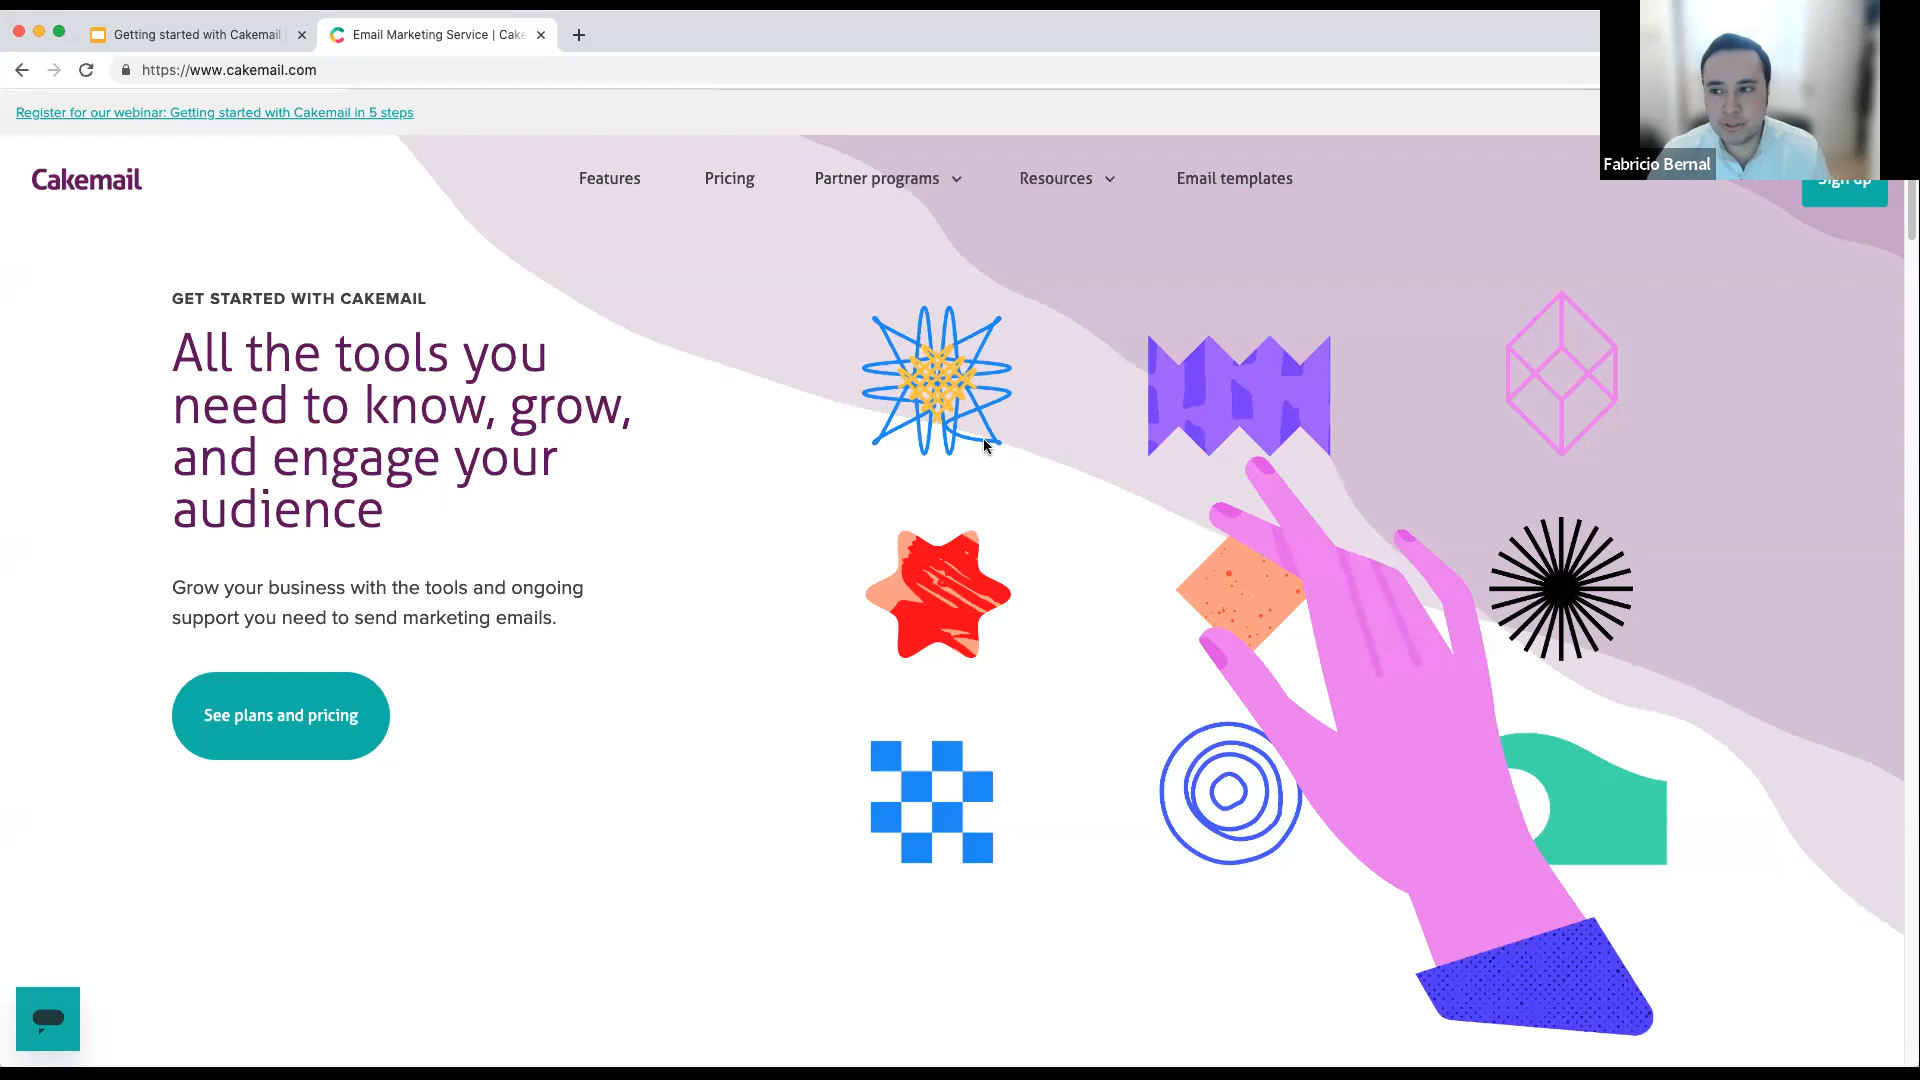 Getting started with Cakemail
Email Marketing Service | Cake
https://www.cakemail.com
Register for our webinar: Getting started with Cakemail in 5 steps
Fabricio Bernal
Cakemail
Features
Pricing
Partner programs
Resources
Email templates
Sign up
GET STARTED WITH CAKEMAIL
All the tools you
need to know, grow,
and engage your
audience
Grow your business with the tools and ongoing
support you need to send marketing emails.
See plans and pricing